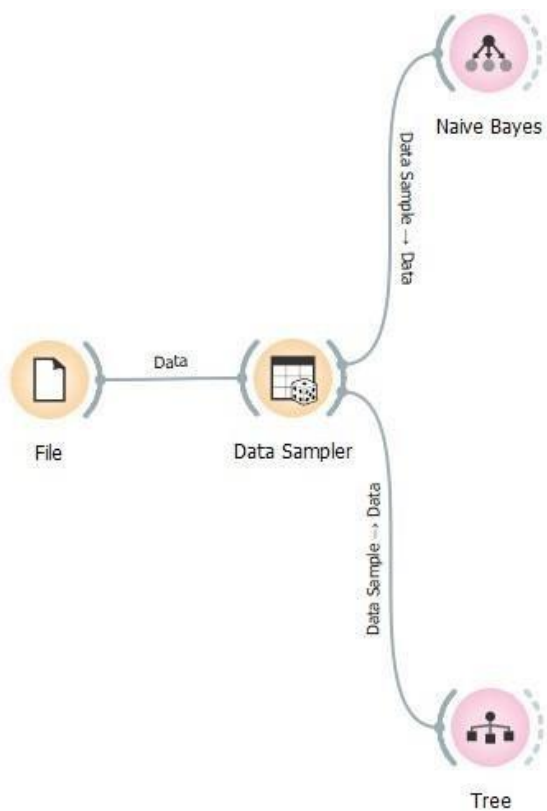 Naive Bayes
Data Sample → Data
Data
File
Data Sampler
Data Sample → Data
Tree